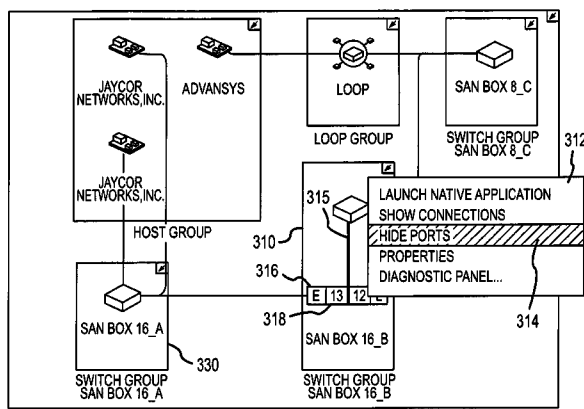 JAYCOR
NETWORKS,INC.
ADVANSYS
LOOP
SAN BOX 8_C
LOOP GROUP
SWITCH GROUP
SAN BOX 8_C
312
JAYCOR
NETWORKS,INC.
HOST GROUP
315
310
316
318
LAUNCH NATIVE APPLICATION
SHOW CONNECTIONS
HIDE PORTS
PROPERTIES
DIAGNOSTIC PANEL...
314
E 13 12
SAN BOX 16_A
SAN BOX 16_B
330
SWITCH GROUP
SAN BOX 16_A
SWITCH GROUP
SAN BOX 16_B